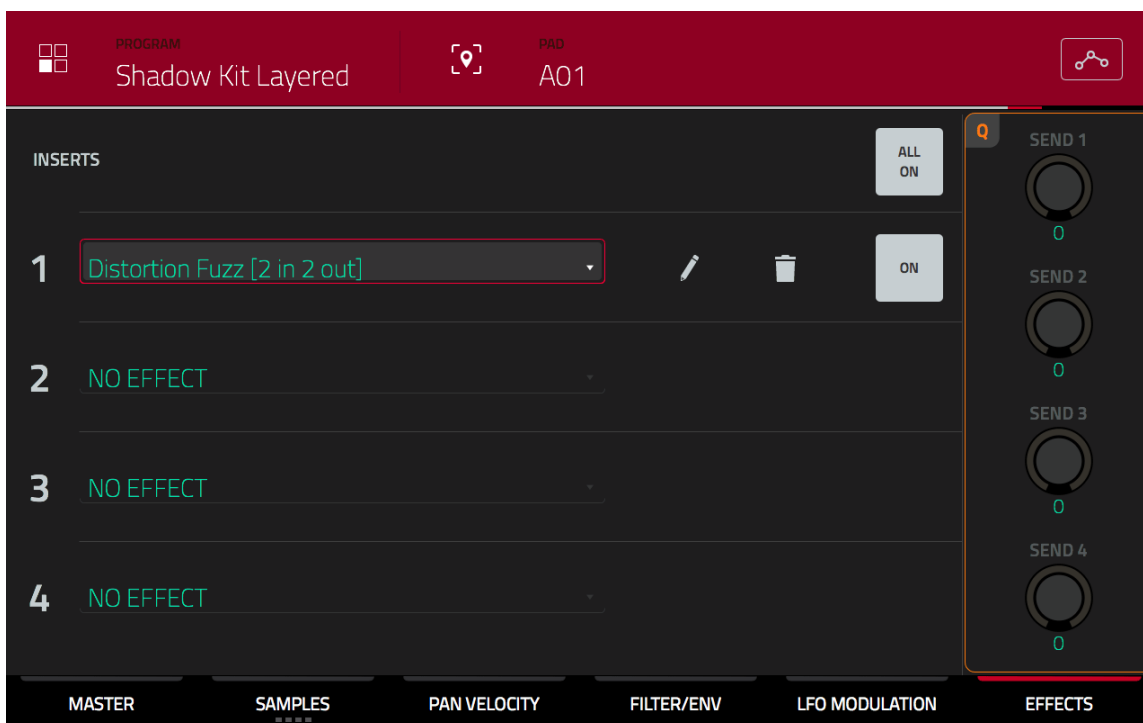 PROGRAM
Shadow Kit Layered
PAD
A01
INSERTS
ALL
ON
1
Distortion Fuzz [2 in 2 out]
ON
2
NO EFFECT
3
NO EFFECT
4
NO EFFECT
Q
SEND 1
0
SEND 2
0
SEND 3
0
SEND 4
0
MASTER
SAMPLES
PAN VELOCITY
FILTER/ENV
LFO MODULATION
EFFECTS